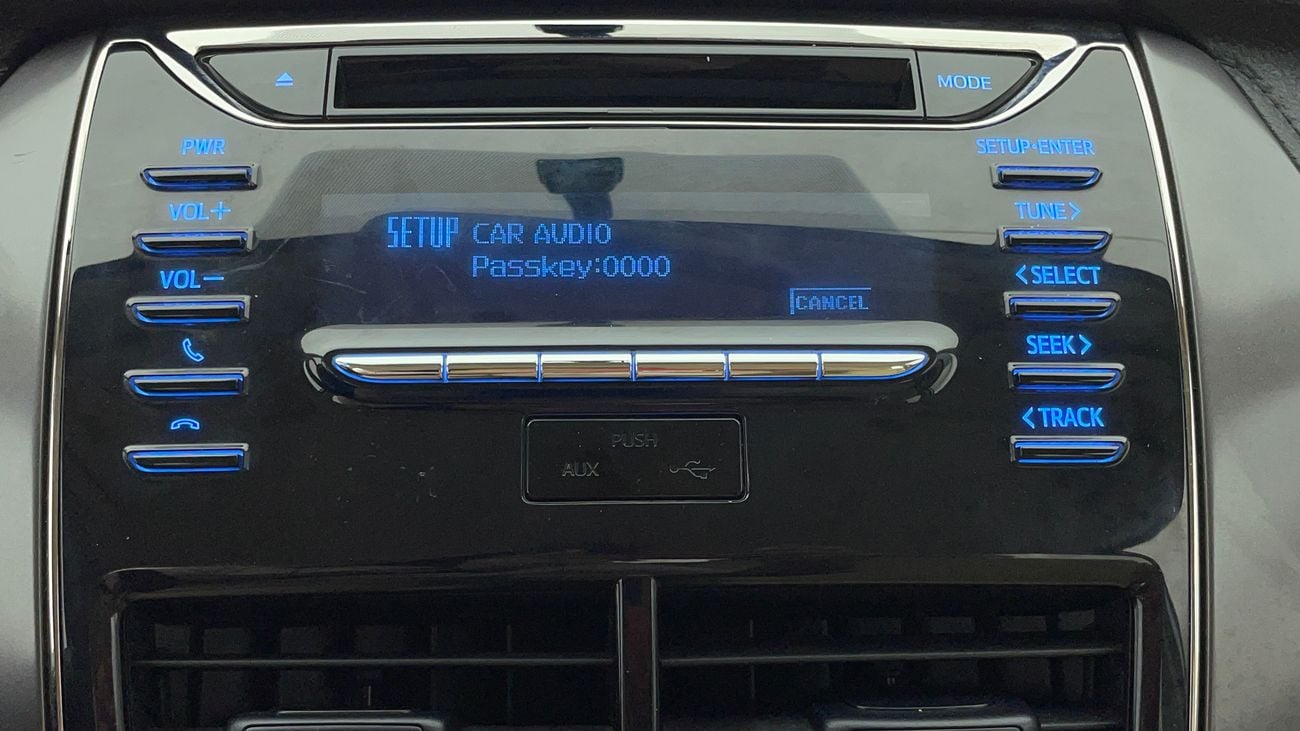 MODE
PWR
SETUP•ENTER
VOL+
TUNE>
SETUP CAR AUDIO
Passkey:0000
VOL−
<SELECT
CANCEL
SEEK>
<TRACK
PUSH
AUX